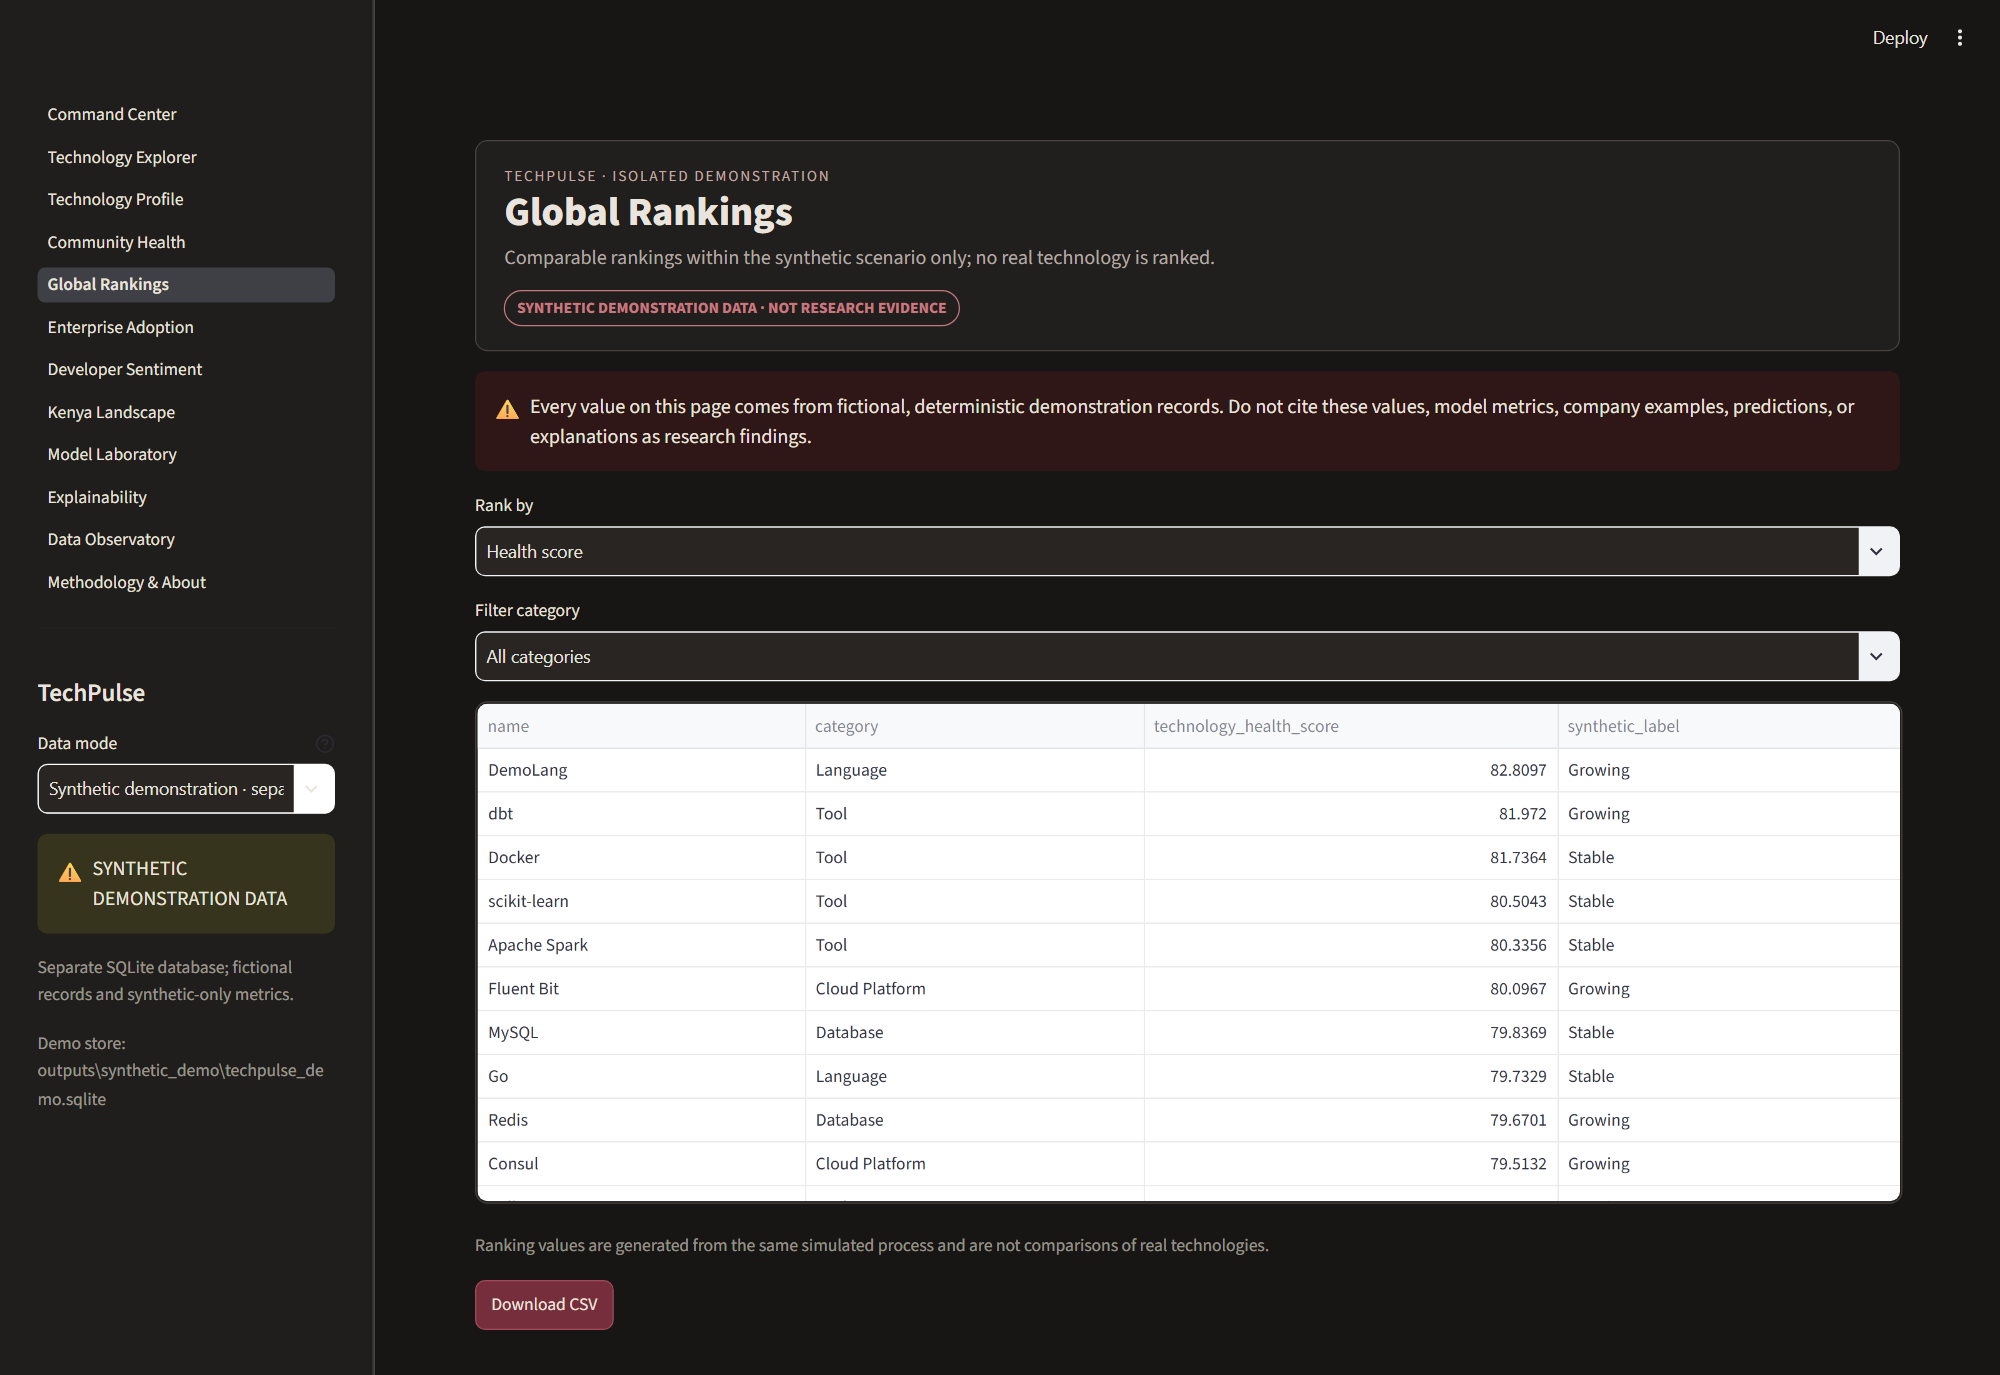 Deploy
Command Center
Technology Explorer
Technology Profile
Community Health
Global Rankings
Enterprise Adoption
Developer Sentiment
Kenya Landscape
Model Laboratory
Explainability
Data Observatory
Methodology & About
TechPulse
Data mode
Synthetic demonstration · sepa
SYNTHETIC
DEMONSTRATION DATA
Separate SQLite database; fictional
records and synthetic-only metrics.
Demo store:
outputs\synthetic_demo\techpulse_de
mo.sqlite
TECHPULSE · ISOLATED DEMONSTRATION
Global Rankings
Comparable rankings within the synthetic scenario only; no real technology is ranked.
SYNTHETIC DEMONSTRATION DATA · NOT RESEARCH EVIDENCE
Every value on this page comes from fictional, deterministic demonstration records. Do not cite these values, model metrics, company examples, predictions, or
explanations as research findings.
Rank by
Health score
Filter category
All categories
name category technology_health_score synthetic_label
DemoLang Language 82.8097 Growing
dbt Tool 81.972 Growing
Docker Tool 81.7364 Stable
scikit-learn Tool 80.5043 Stable
Apache Spark Tool 80.3356 Stable
Fluent Bit Cloud Platform 80.0967 Growing
MySQL Database 79.8369 Stable
Go Language 79.7329 Stable
Redis Database 79.6701 Growing
Consul Cloud Platform 79.5132 Growing
Ranking values are generated from the same simulated process and are not comparisons of real technologies.
Download CSV